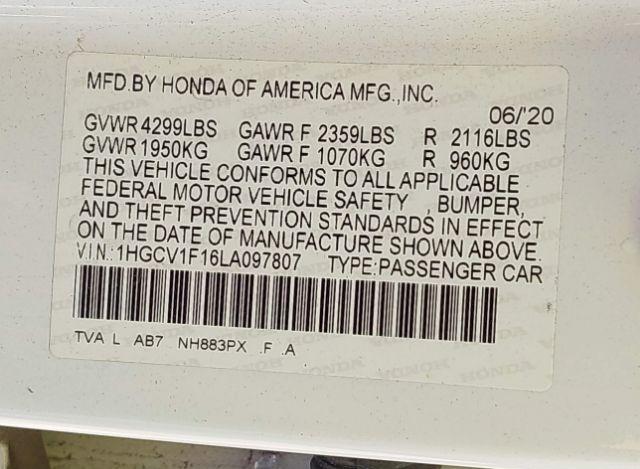 MFD.BY HONDA OF AMERICA MFG.,INC.
06/'20
GVWR 4299LBS GAWR F 2359LBS R 2116LBS
GVWR 1950KG GAWR F 1070KG R 960KG
THIS VEHICLE CONFORMS TO ALL APPLICABLE
FEDERAL MOTOR VEHICLE SAFETY , BUMPER,
AND THEFT PREVENTION STANDARDS IN EFFECT
ON THE DATE OF MANUFACTURE SHOWN ABOVE.
V.I.N.:1HGCV1F16LA097807 TYPE:PASSENGER CAR
TVA L AB7 NH883PX .F .A